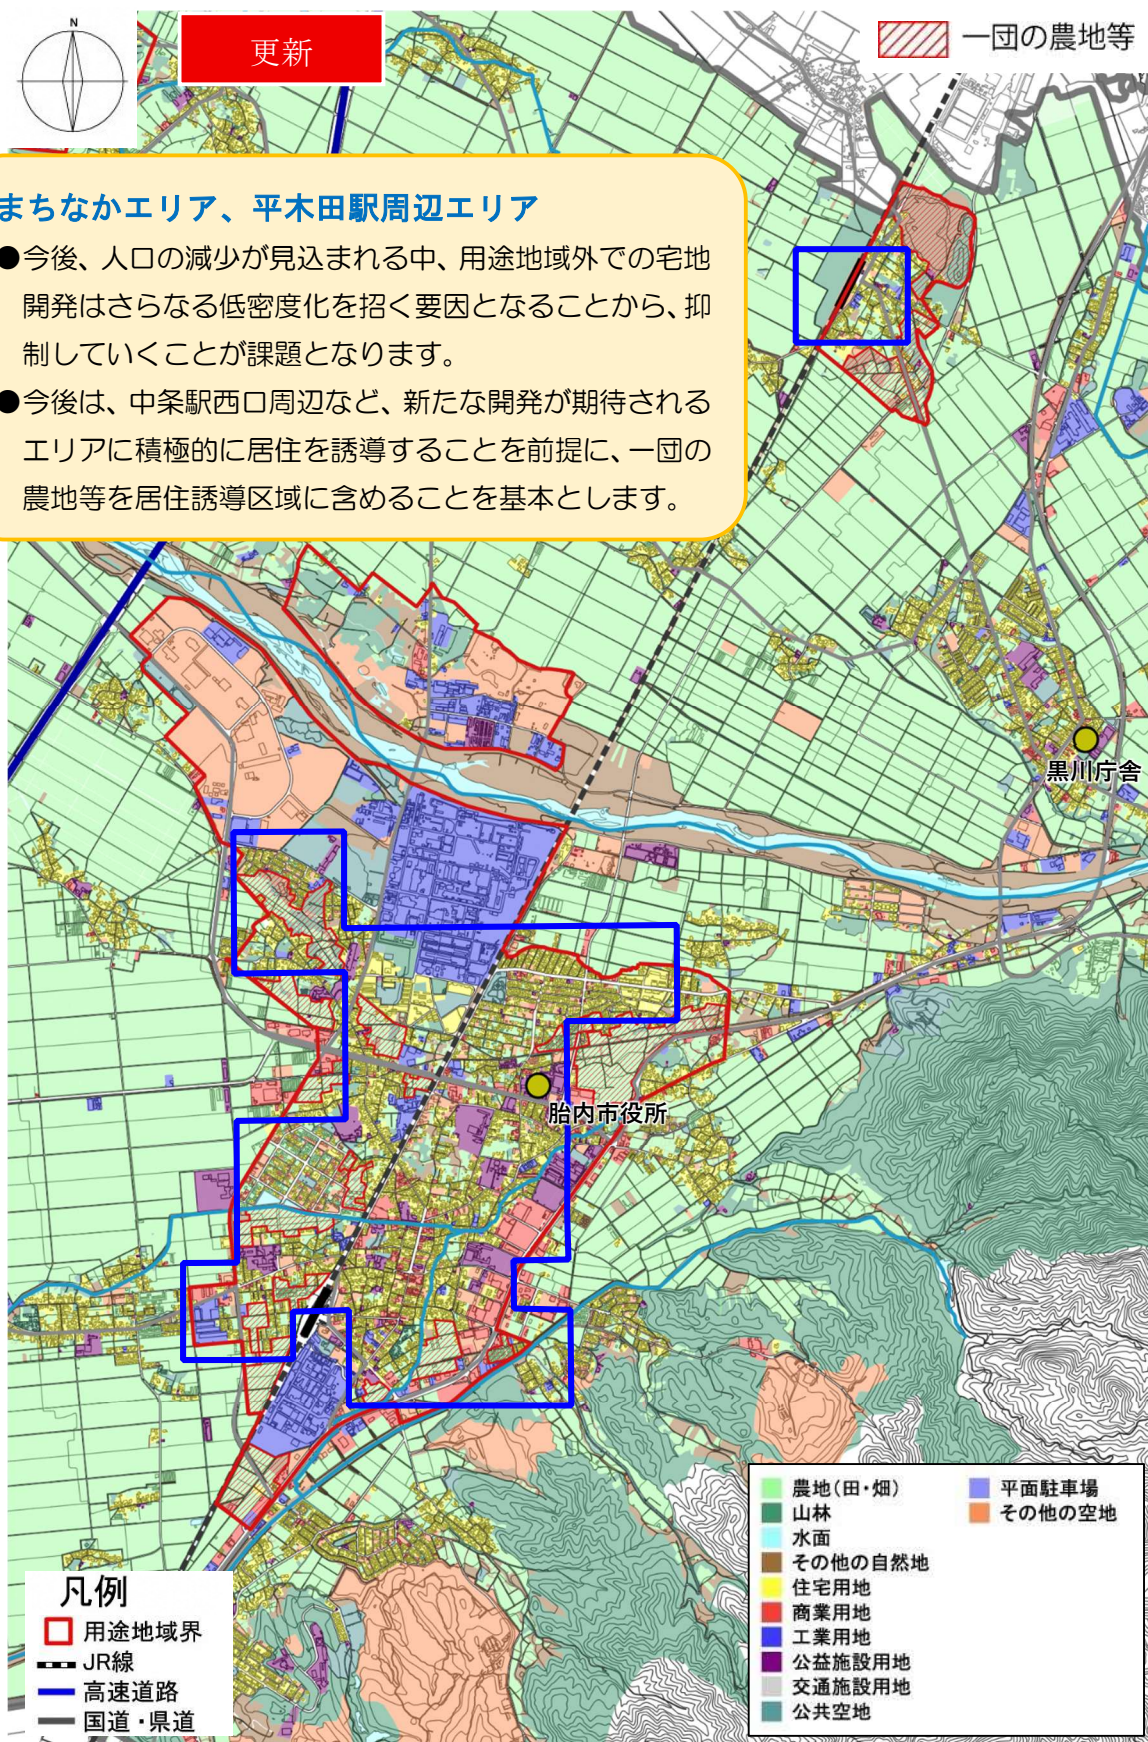 N
更新
一団の農地等
まちなかエリア、平木田駅周辺エリア
●今後、人口の減少が見込まれる中、用途地域外での宅地
開発はさらなる低密度化を招く要因となることから、抑
制していくことが課題となります。
●今後は、中条駅西口周辺など、新たな開発が期待される
エリアに積極的に居住を誘導することを前提に、一団の
農地等を居住誘導区域に含めることを基本とします。
黒川庁舎
胎内市役所
農地(田・畑)
山林
水面
その他の自然地
住宅用地
商業用地
工業用地
公益施設用地
交通施設用地
公共空地
平面駐車場
その他の空地
凡例
用途地域界
JR線
高速道路
国道・県道